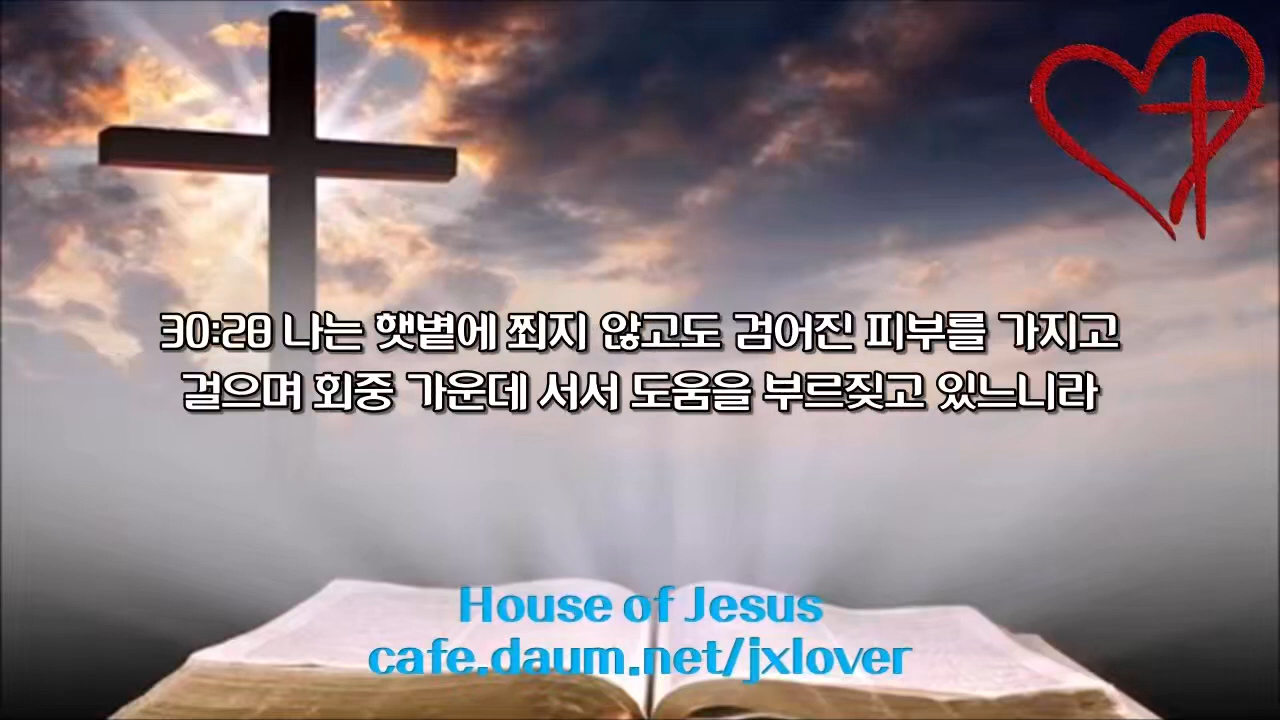 30:28 나는 햇볕에 쬐지 않고도 검어진 피부를 가지고
걸으며 회중 가운데 서서 도움을 부르짖고 있느니라
House of Jesus
cafe.daum.net/jxlover